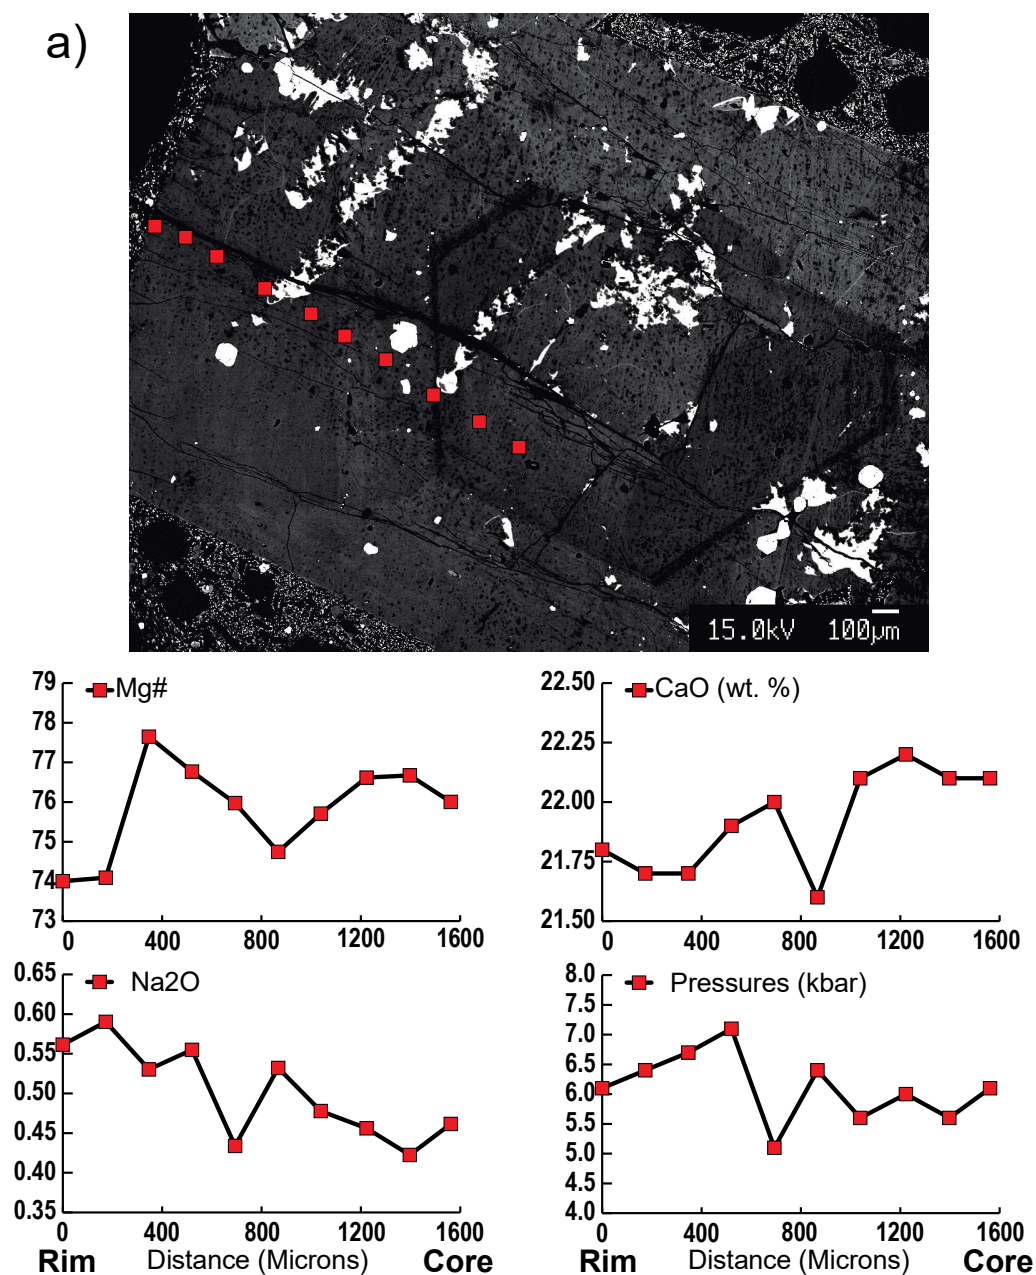 a)
15.0kV 100µm
Mg#
79
78
77
76
75
74
73
0 400 800 1200 1600
CaO (wt. %)
22.50
22.25
22.00
21.75
21.50
0 400 800 1200 1600
Na2O
0.65
0.60
0.55
0.50
0.45
0.40
0.35
0 400 800 1200 1600
Rim Distance (Microns) Core
Pressures (kbar)
8.0
7.5
7.0
6.5
6.0
5.5
5.0
4.5
4.0
0 400 800 1200 1600
Rim Distance (Microns) Core